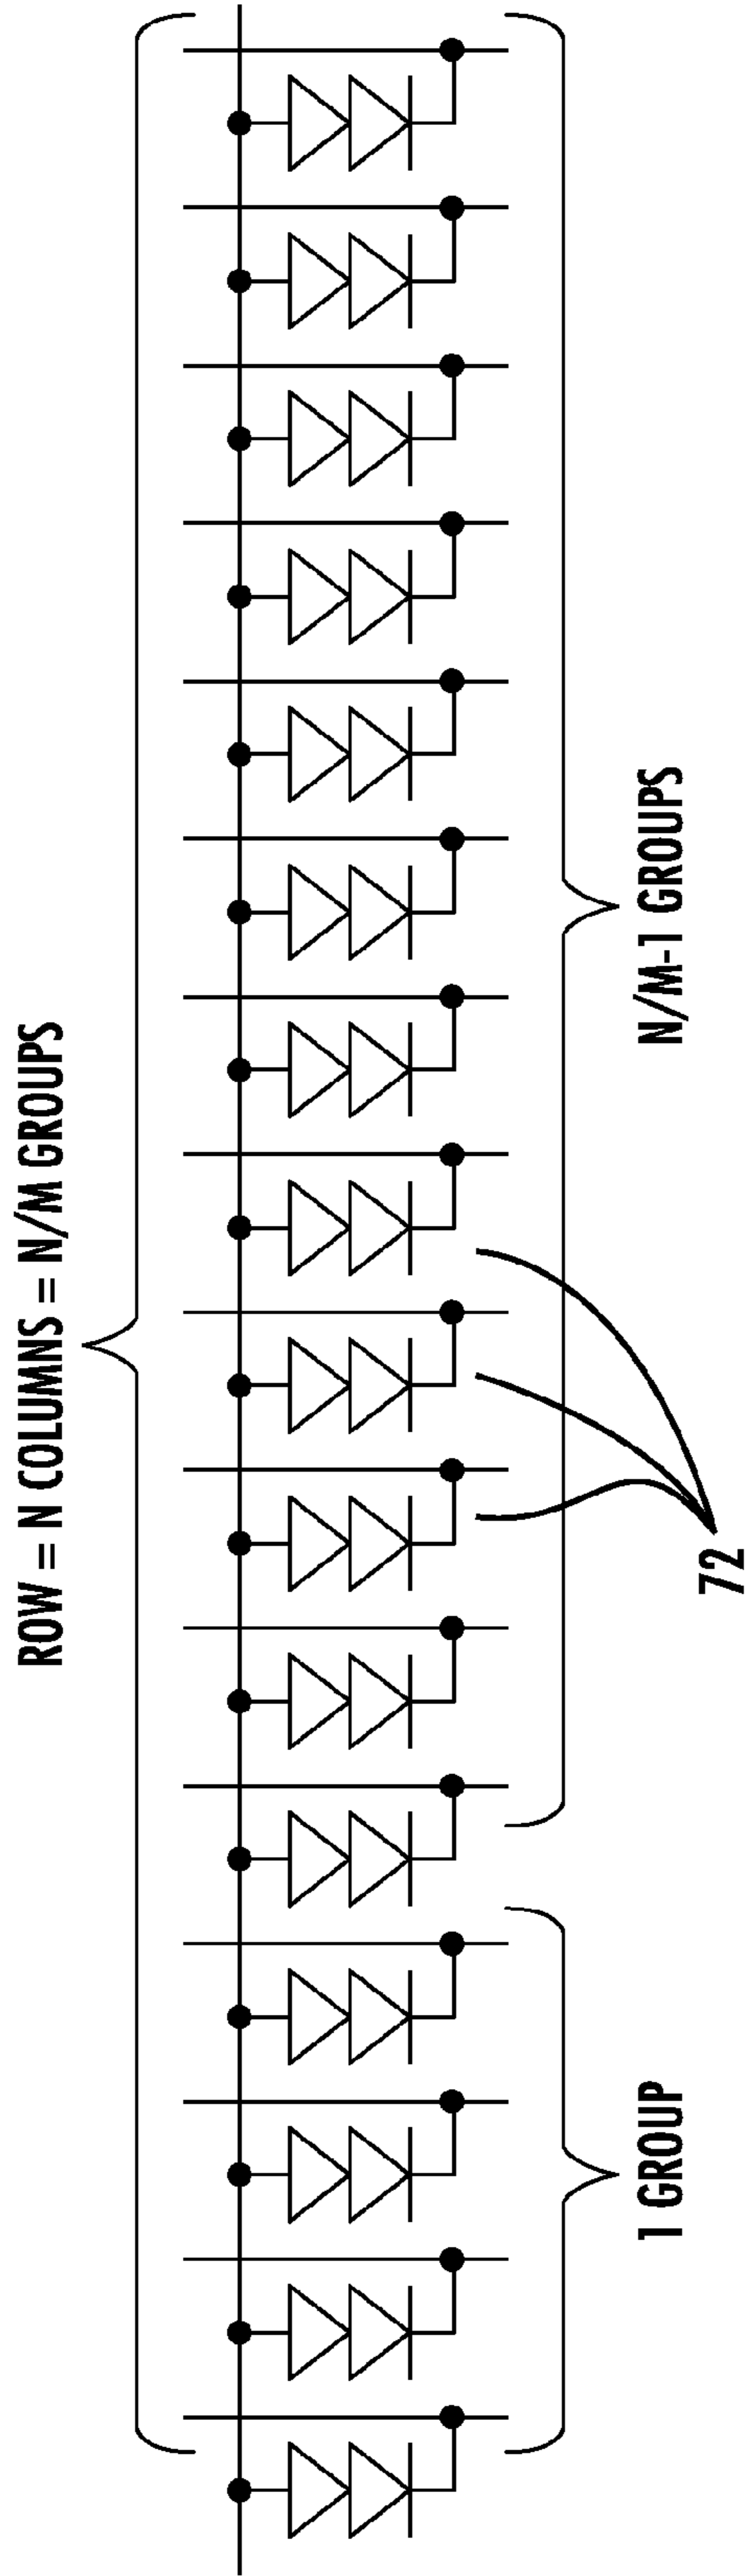 ROW = N COLUMNS = N/M GROUPS
1 GROUP
N/M-1 GROUPS
72